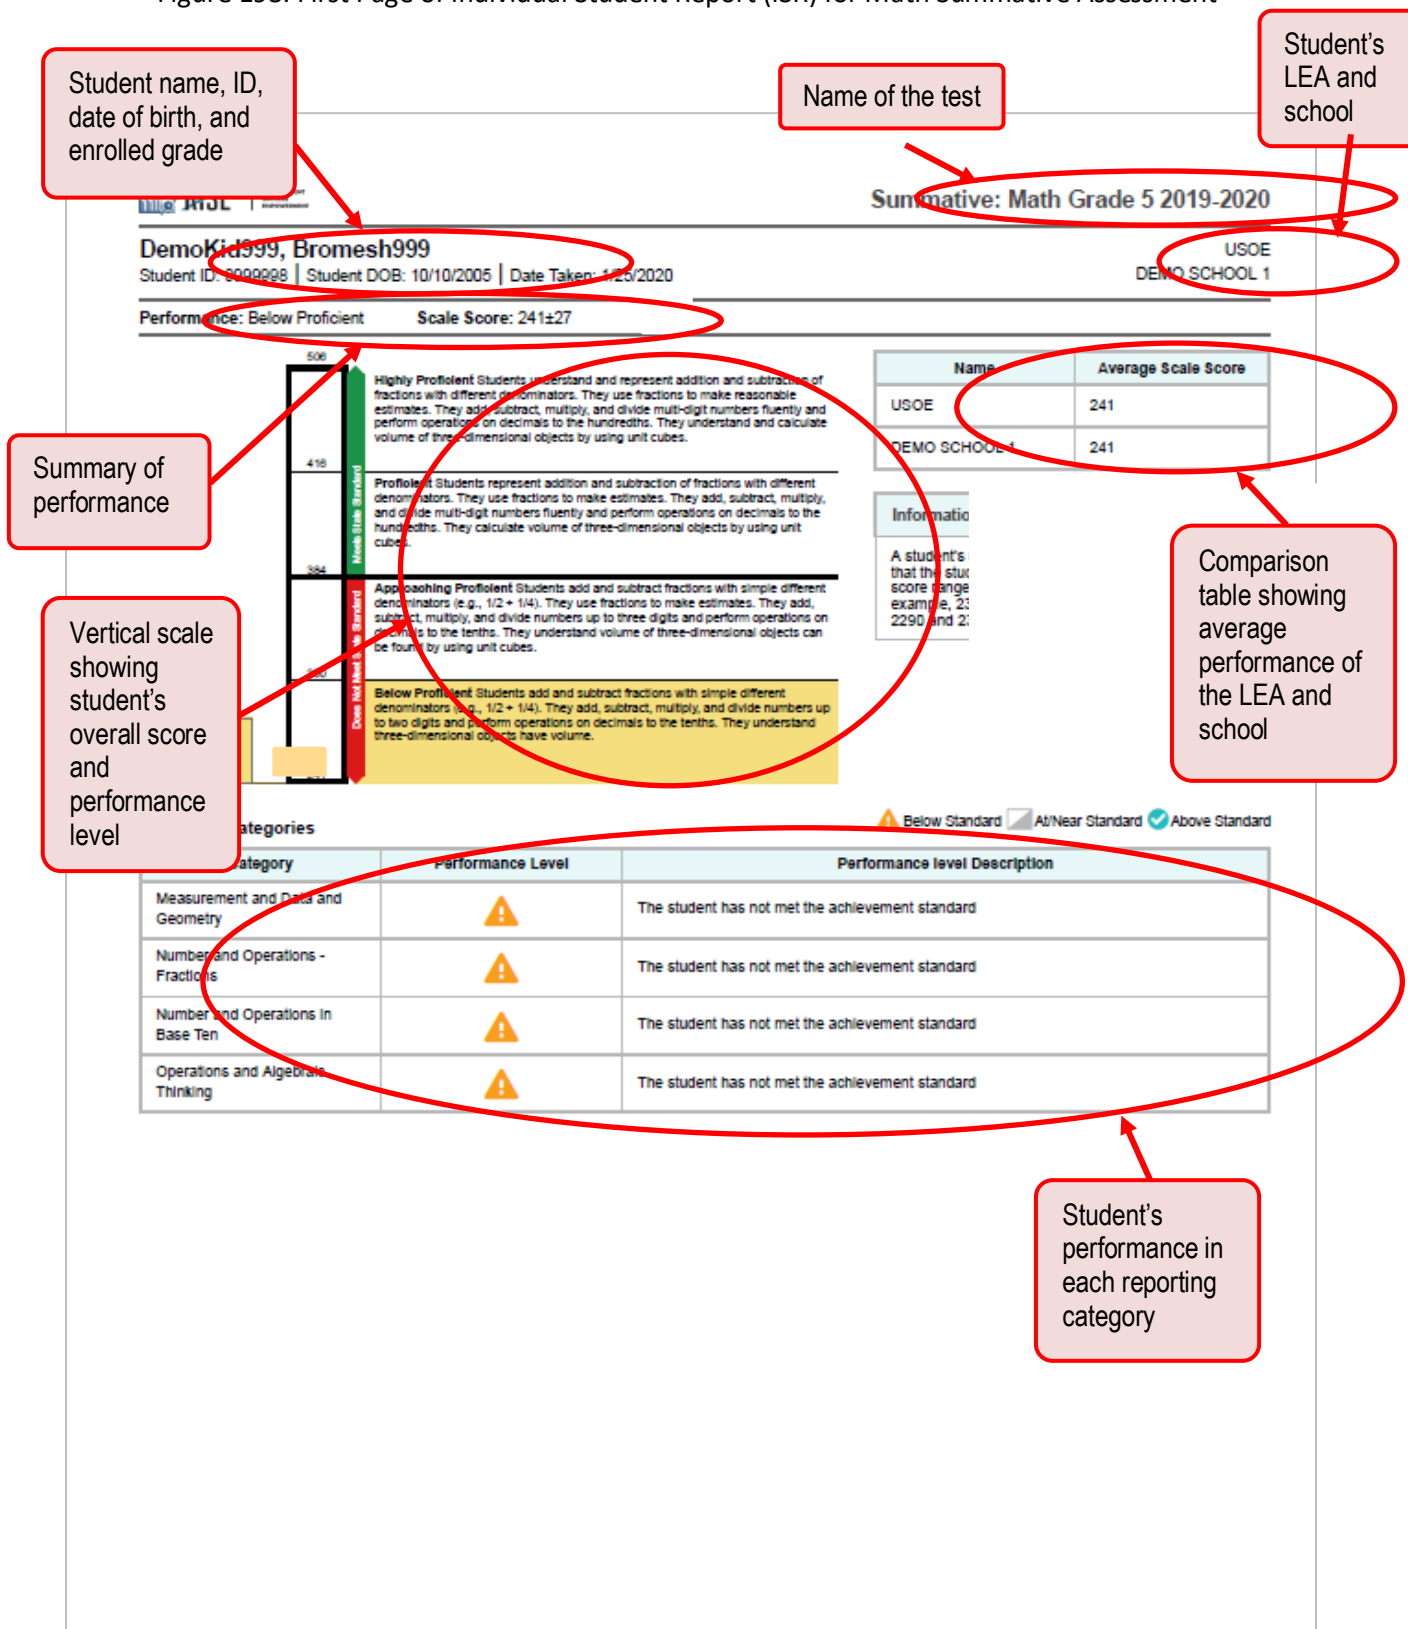 Student name, ID,
date of birth, and
enrolled grade
Name of the test
Student's
LEA and
school
Summative: Math Grade 5 2019-2020
DemoKid999, Bromesh999
USOE
Student ID: 9999998 | Student DOB: 10/10/2005 | Date Taken: 1/25/2020
DEMO SCHOOL 1
Performance: Below Proficient Scale Score: 241±27
506
Highly Proficient Students understand and represent addition and subtraction of
fractions with different denominators. They use fractions to make reasonable
estimates. They add, subtract, multiply, and divide multi-digit numbers fluently and
perform operations on decimals to the hundredths. They understand and calculate
volume of three-dimensional objects by using unit cubes.
416
Meets State Standard
Proficient Students represent addition and subtraction of fractions with different
denominators. They use fractions to make estimates. They add, subtract, multiply,
and divide multi-digit numbers fluently and perform operations on decimals to the
hundredths. They calculate volume of three-dimensional objects by using unit
cubes.
384
Does Not Meet State Standard
Approaching Proficient Students add and subtract fractions with simple different
denominators (e.g., 1/2 + 1/4). They use fractions to make estimates. They add,
subtract, multiply, and divide numbers up to three digits and perform operations on
decimals to the tenths. They understand volume of three-dimensional objects can
be found by using unit cubes.
Below Proficient Students add and subtract fractions with simple different
denominators (e.g., 1/2 + 1/4). They add, subtract, multiply, and divide numbers up
to two digits and perform operations on decimals to the tenths. They understand
three-dimensional objects have volume.
Name Average Scale Score
USOE 241
DEMO SCHOOL 1 241
Informatio
A student's
that the stud
score range
example, 23
2290 and 23
Summary of
performance
Vertical scale
showing
student's
overall score
and
performance
level
Comparison
table showing
average
performance of
the LEA and
school
ategories
Below Standard At/Near Standard Above Standard
ategory Performance Level Performance level Description
Measurement and Data and
Geometry
The student has not met the achievement standard
Number and Operations -
Fractions
The student has not met the achievement standard
Number and Operations in
Base Ten
The student has not met the achievement standard
Operations and Algebraic
Thinking
The student has not met the achievement standard
Student's
performance in
each reporting
category